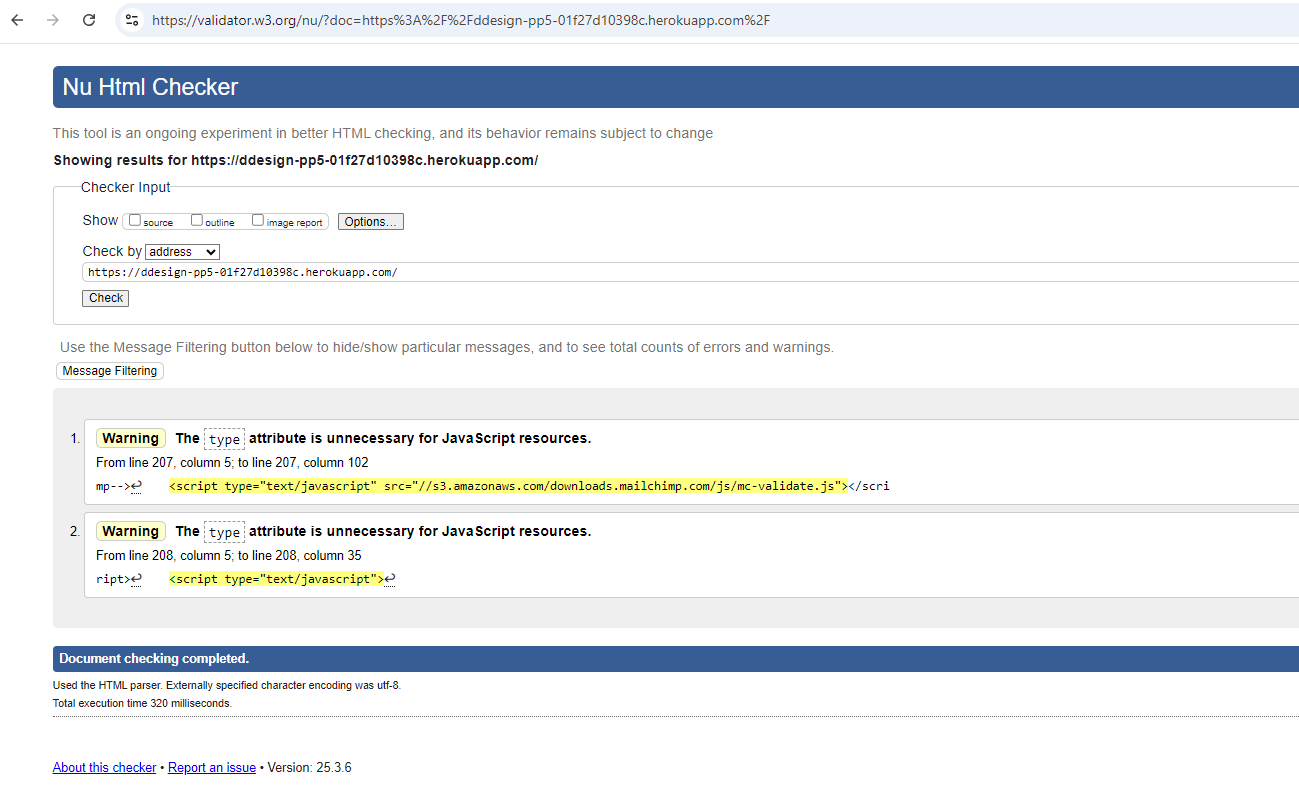 https://validator.w3.org/nu/?doc=https%3A%2F%2Fddesign-pp5-01f27d10398c.herokuapp.com%2F
Nu Html Checker
This tool is an ongoing experiment in better HTML checking, and its behavior remains subject to change
Showing results for https://ddesign-pp5-01f27d10398c.herokuapp.com/
Checker Input
Show source outline image report Options...
Check by address
https://ddesign-pp5-01f27d10398c.herokuapp.com/
Check
Use the Message Filtering button below to hide/show particular messages, and to see total counts of errors and warnings.
Message Filtering
1. Warning The type attribute is unnecessary for JavaScript resources.
From line 207, column 5; to line 207, column 102
mp-->↩ <script type="text/javascript" src="//s3.amazonaws.com/downloads.mailchimp.com/js/mc-validate.js"></scri
2. Warning The type attribute is unnecessary for JavaScript resources.
From line 208, column 5; to line 208, column 35
ript>↩ <script type="text/javascript">↩
Document checking completed.
Used the HTML parser. Externally specified character encoding was utf-8.
Total execution time 320 milliseconds.
About this checker • Report an issue • Version: 25.3.6